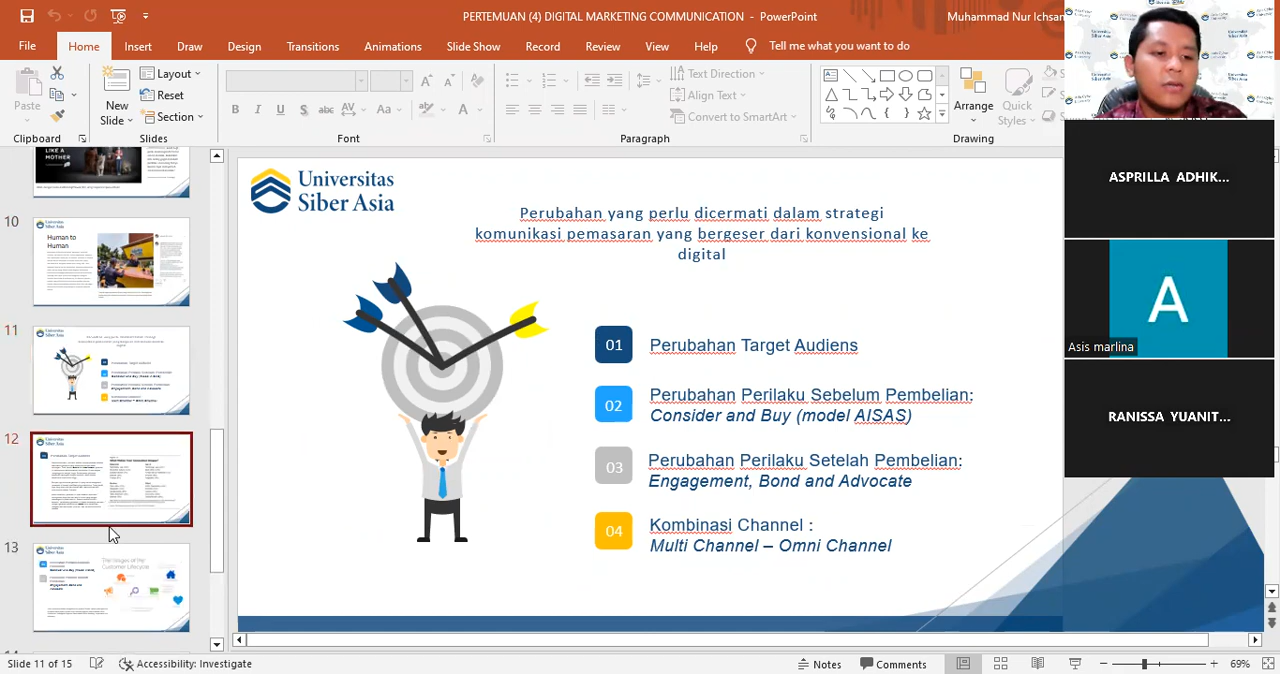 PERTEMUAN (4) DIGITAL MARKETING COMMUNICATION - PowerPoint
Muhammad Nur Ichsan
File Home Insert Draw Design Transitions Animations Slide Show Record Review View Help Tell me what you want to do
Paste
Clipboard
New
Slide
Layout
Reset
Section
Slides
B I U S abc AV Aa A
Font
Text Direction
Align Text
Convert to SmartArt
Paragraph
Arrange
Quick
Styles
Drawing
LIKE A
MOTHER
10
Human to
Human
11
12
13
Universitas
Siber Asia
Perubahan yang perlu dicermati dalam strategi
komunikasi pemasaran yang bergeser dari konvensional ke
digital
01 Perubahan Target Audiens
02 Perubahan Perilaku Sebelum Pembelian:
Consider and Buy (model AISAS)
03 Perubahan Perilaku Setelah Pembelian:
Engagement, Bond and Advocate
04 Kombinasi Channel :
Multi Channel – Omni Channel
ASPRILLA ADHIK...
A
Asis marlina
RANISSA YUANIT...
Slide 11 of 15 Accessibility: Investigate Notes Comments 69%